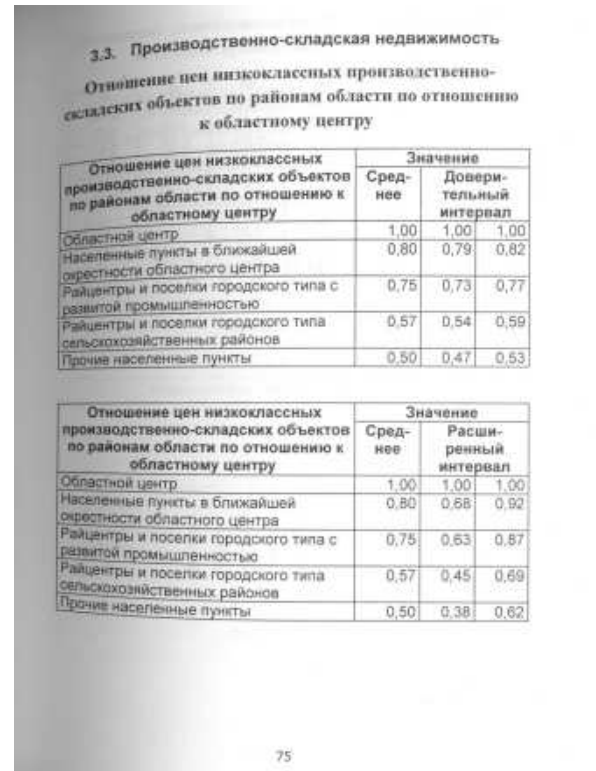 3.3. Производственно-складская недвижимость
Отношение цен низкоклассных производственно-
складских объектов по районам области по отношению
к областному центру
Отношение цен низкоклассных производственно-складских объектов по районам области по отношению к областному центру
Значение
Сред-
нее
Довери-
тельный
интервал
Областной центр 1,00 1,00 1,00
Населенные пункты в ближайшей 0,80 0,79 0,82
окрестности областного центра
Райцентры и поселки городского типа с 0,75 0,73 0,77
развитой промышленностью
Райцентры и поселки городского типа 0,57 0,54 0,59
сельскохозяйственных районов
Прочие населенные пункты 0,50 0,47 0,53
Отношение цен низкоклассных
производственно-складских объектов
по районам области по отношению к
областному центру
Значение
Сред-
нее
Расши-
ренный
интервал
Областной центр 1,00 1,00 1,00
Населенные пункты в ближайшей 0,80 0,68 0,92
окрестности областного центра
Райцентры и поселки городского типа с 0,75 0,63 0,87
развитой промышленностью
Райцентры и поселки городского типа 0,57 0,45 0,69
сельскохозяйственных районов
Прочие населенные пункты 0,50 0,38 0,62
75